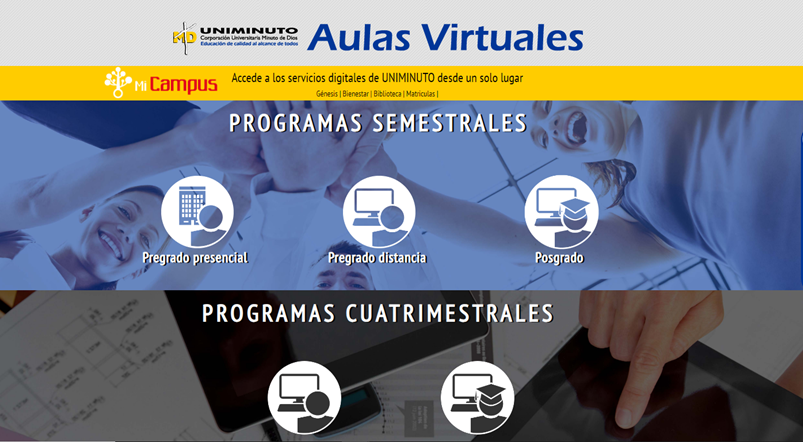 UNIMINUTO
Corporación Universitaria Minuto de Dios
Educación de calidad al alcance de todos
Aulas Virtuales
Mi Campus
Accede a los servicios digitales de UNIMINUTO desde un solo lugar
Génesis | Bienestar | Biblioteca | Matrículas |
PROGRAMAS SEMESTRALES
Pregrado presencial
Pregrado distancia
Posgrado
PROGRAMAS CUATRIMESTRALES